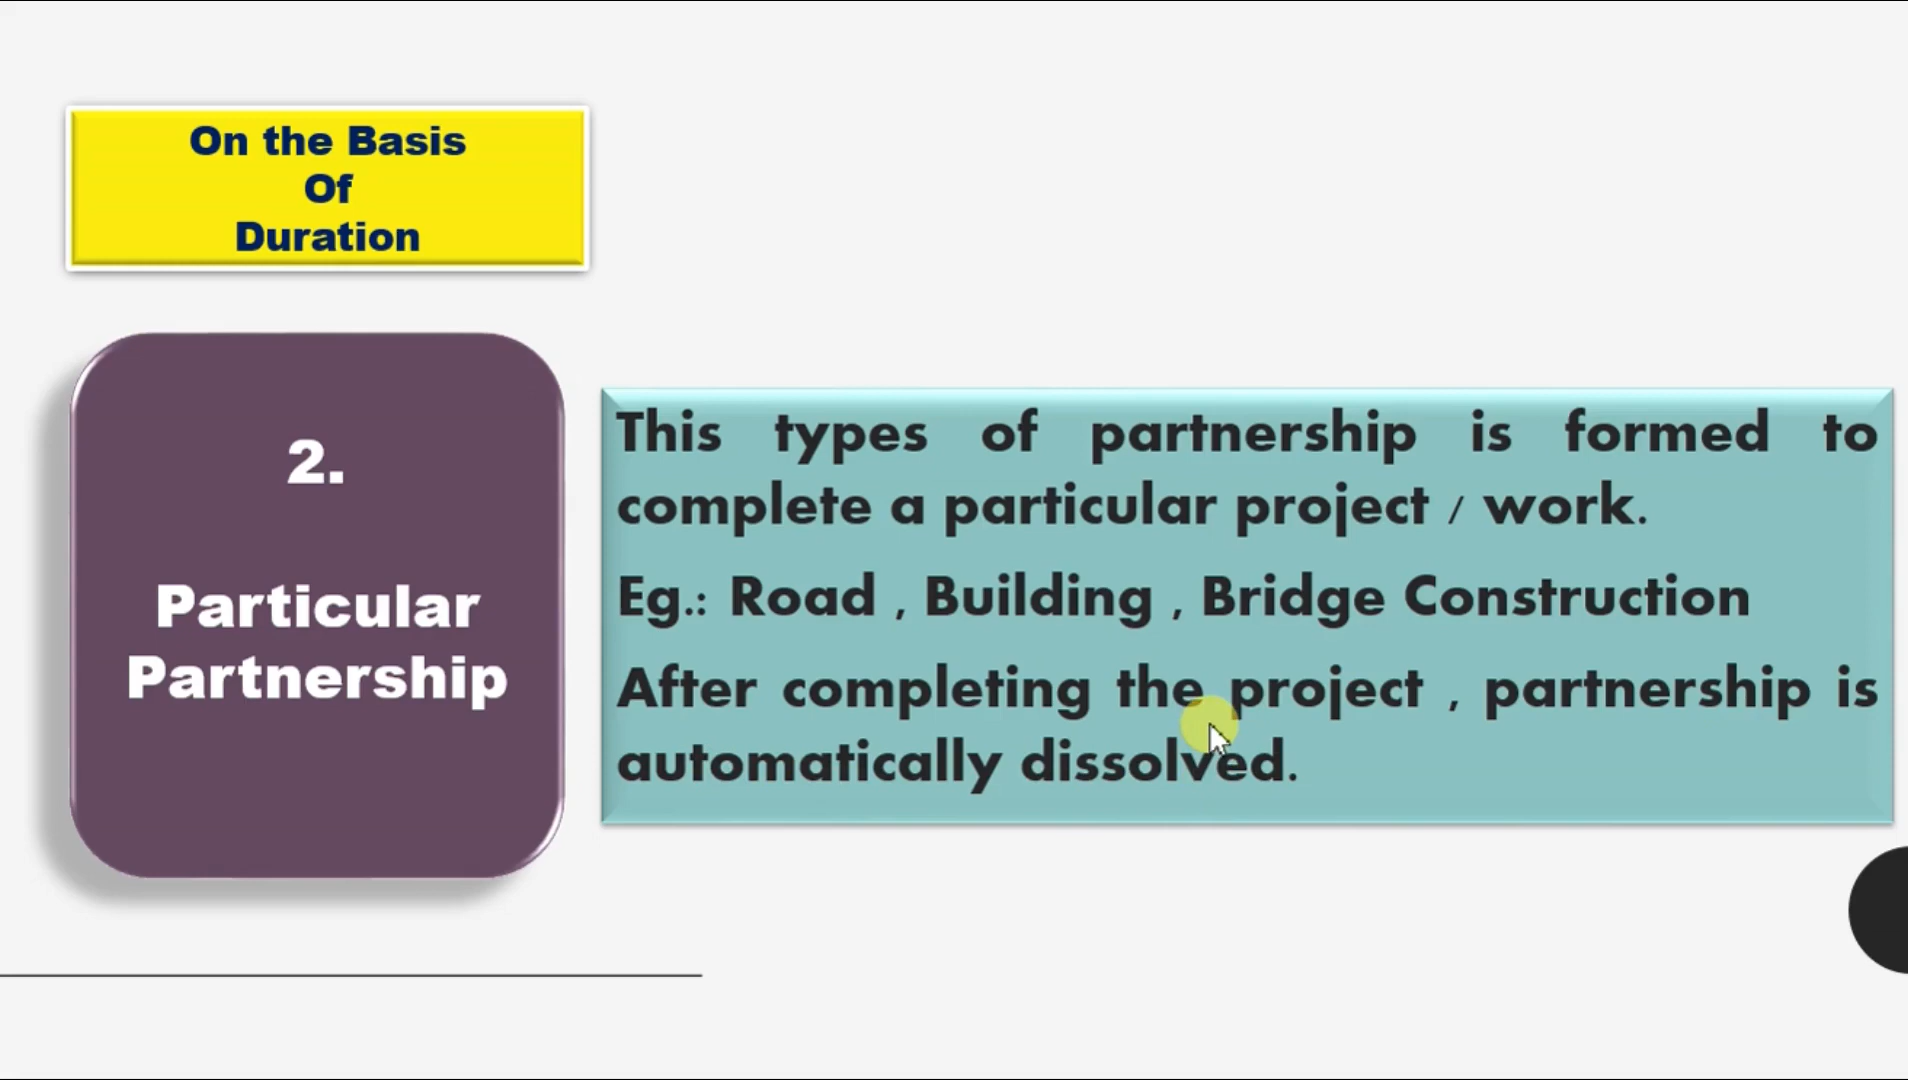 On the Basis
Of
Duration
2.
Particular
Partnership
This types of partnership is formed to
complete a particular project / work.
Eg.: Road , Building , Bridge Construction
After completing the project , partnership is
automatically dissolved.